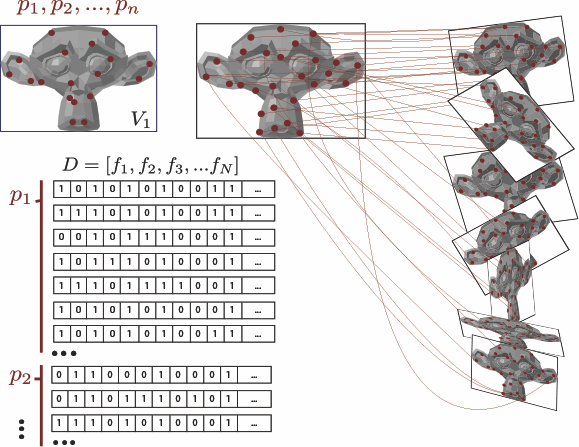 p1, p2, ..., pn
V1
D = [f1, f2, f3, ...fN]
p1
1 0 1 0 1 0 1 0 0 1 1 ...
1 1 1 0 1 0 1 0 0 0 1 ...
0 0 1 0 1 1 1 0 0 0 1 ...
1 0 1 1 1 0 1 0 0 1 1 ...
1 1 1 1 1 0 1 0 0 0 1 ...
1 0 1 0 1 0 1 0 0 1 1 ...
1 0 1 0 1 0 1 0 0 1 1 ...
...
p2
0 1 1 0 0 0 1 0 0 0 1 ...
0 1 1 0 1 0 1 0 0 1 1 ...
1 1 1 0 1 0 1 0 0 0 1 ...
...